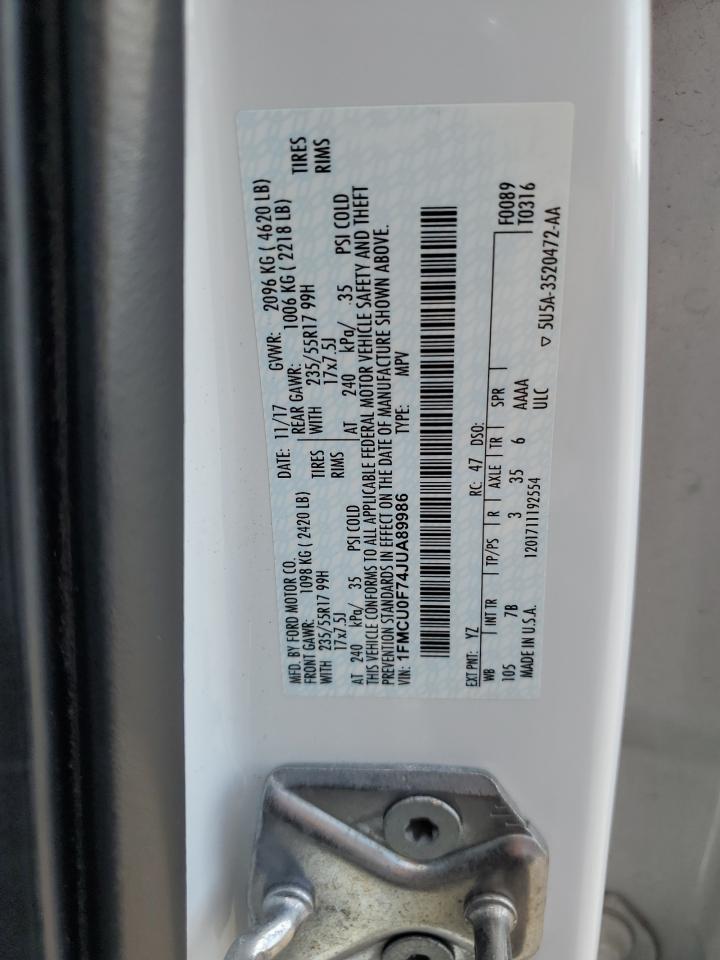 MFD. BY FORD MOTOR CO. DATE: 11/17 GVWR: 2096 KG ( 4620 LB)
FRONT GAWR: 1098 KG ( 2420 LB) REAR GAWR: 1006 KG ( 2218 LB)
WITH 235/55R17 99H TIRES WITH 235/55R17 99H TIRES
17x7.5J RIMS 17x7.5J RIMS
AT 240 kPa/ 35 PSI COLD AT 240 kPa/ 35 PSI COLD
THIS VEHICLE CONFORMS TO ALL APPLICABLE FEDERAL MOTOR VEHICLE SAFETY AND THEFT
PREVENTION STANDARDS IN EFFECT ON THE DATE OF MANUFACTURE SHOWN ABOVE.
VIN: 1FMCU0F74JUA89986 TYPE: MPV
EXT PNT: YZ RC: 47 DSO: F0089
WB INT TR TP/PS R AXLE TR SPR T0316
105 7B 3 35 6 AAAA
MADE IN U.S.A. 1201711192554 ULC ▽ 5U5A-3520472-AA